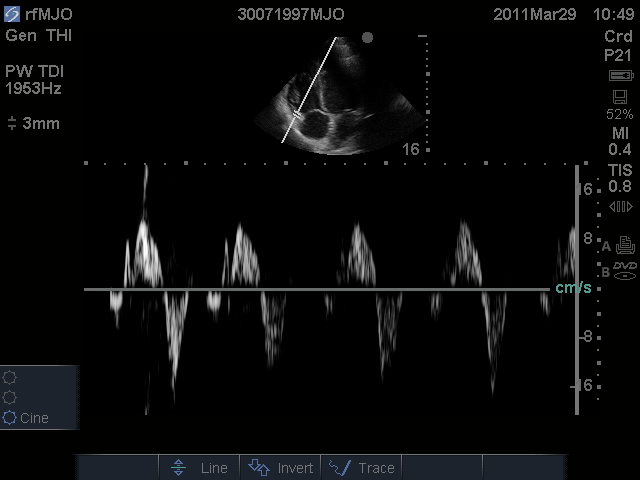 rfMJO 30071997MJO 2011Mar29 10:49
Gen THI
Crd
P21
PW TDI
1953Hz
3mm
52%
MI
0.4
TIS
0.8
16
16
8
cm/s
-8
-16
A
B DVD
Cine
Line Invert Trace